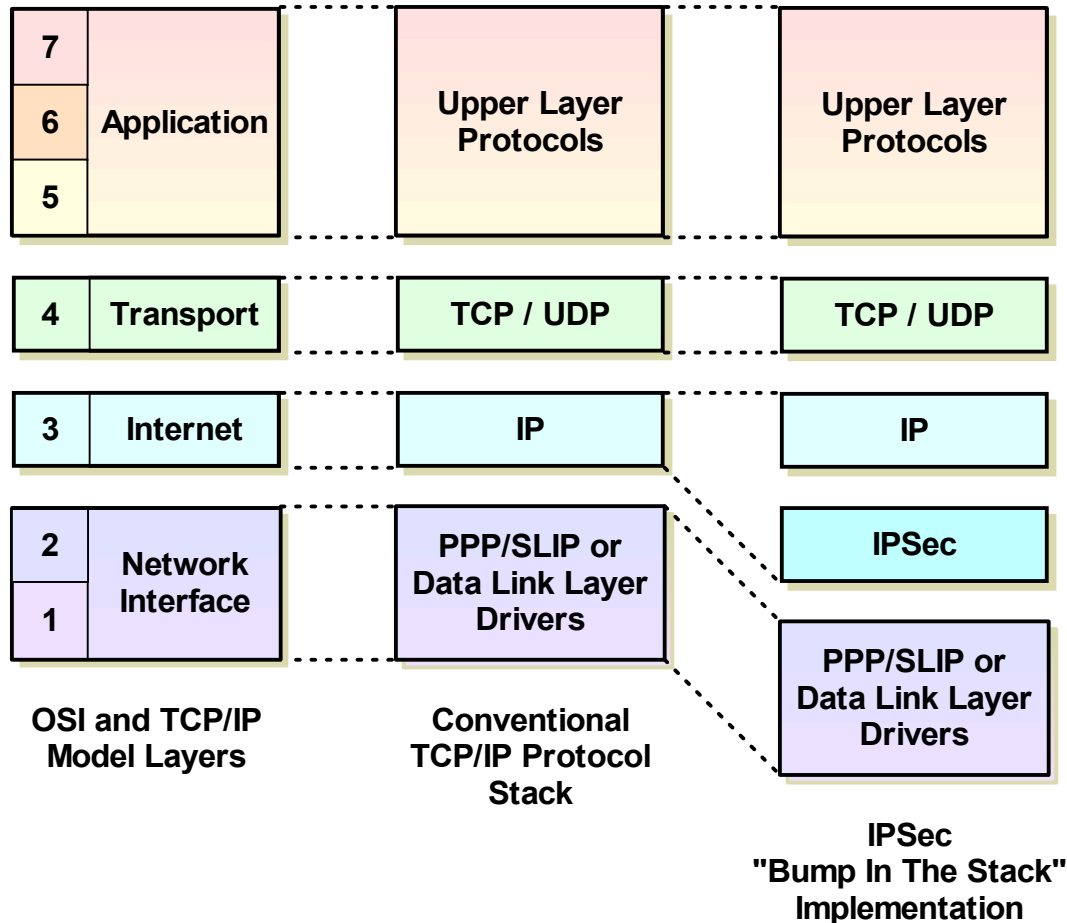 7
6
5
Application
Upper Layer
Protocols
Upper Layer
Protocols
4
Transport
TCP / UDP
TCP / UDP
3
Internet
IP
IP
2
1
Network
Interface
PPP/SLIP or
Data Link Layer
Drivers
IPSec
PPP/SLIP or
Data Link Layer
Drivers
OSI and TCP/IP
Model Layers
Conventional
TCP/IP Protocol
Stack
IPSec
"Bump In The Stack"
Implementation